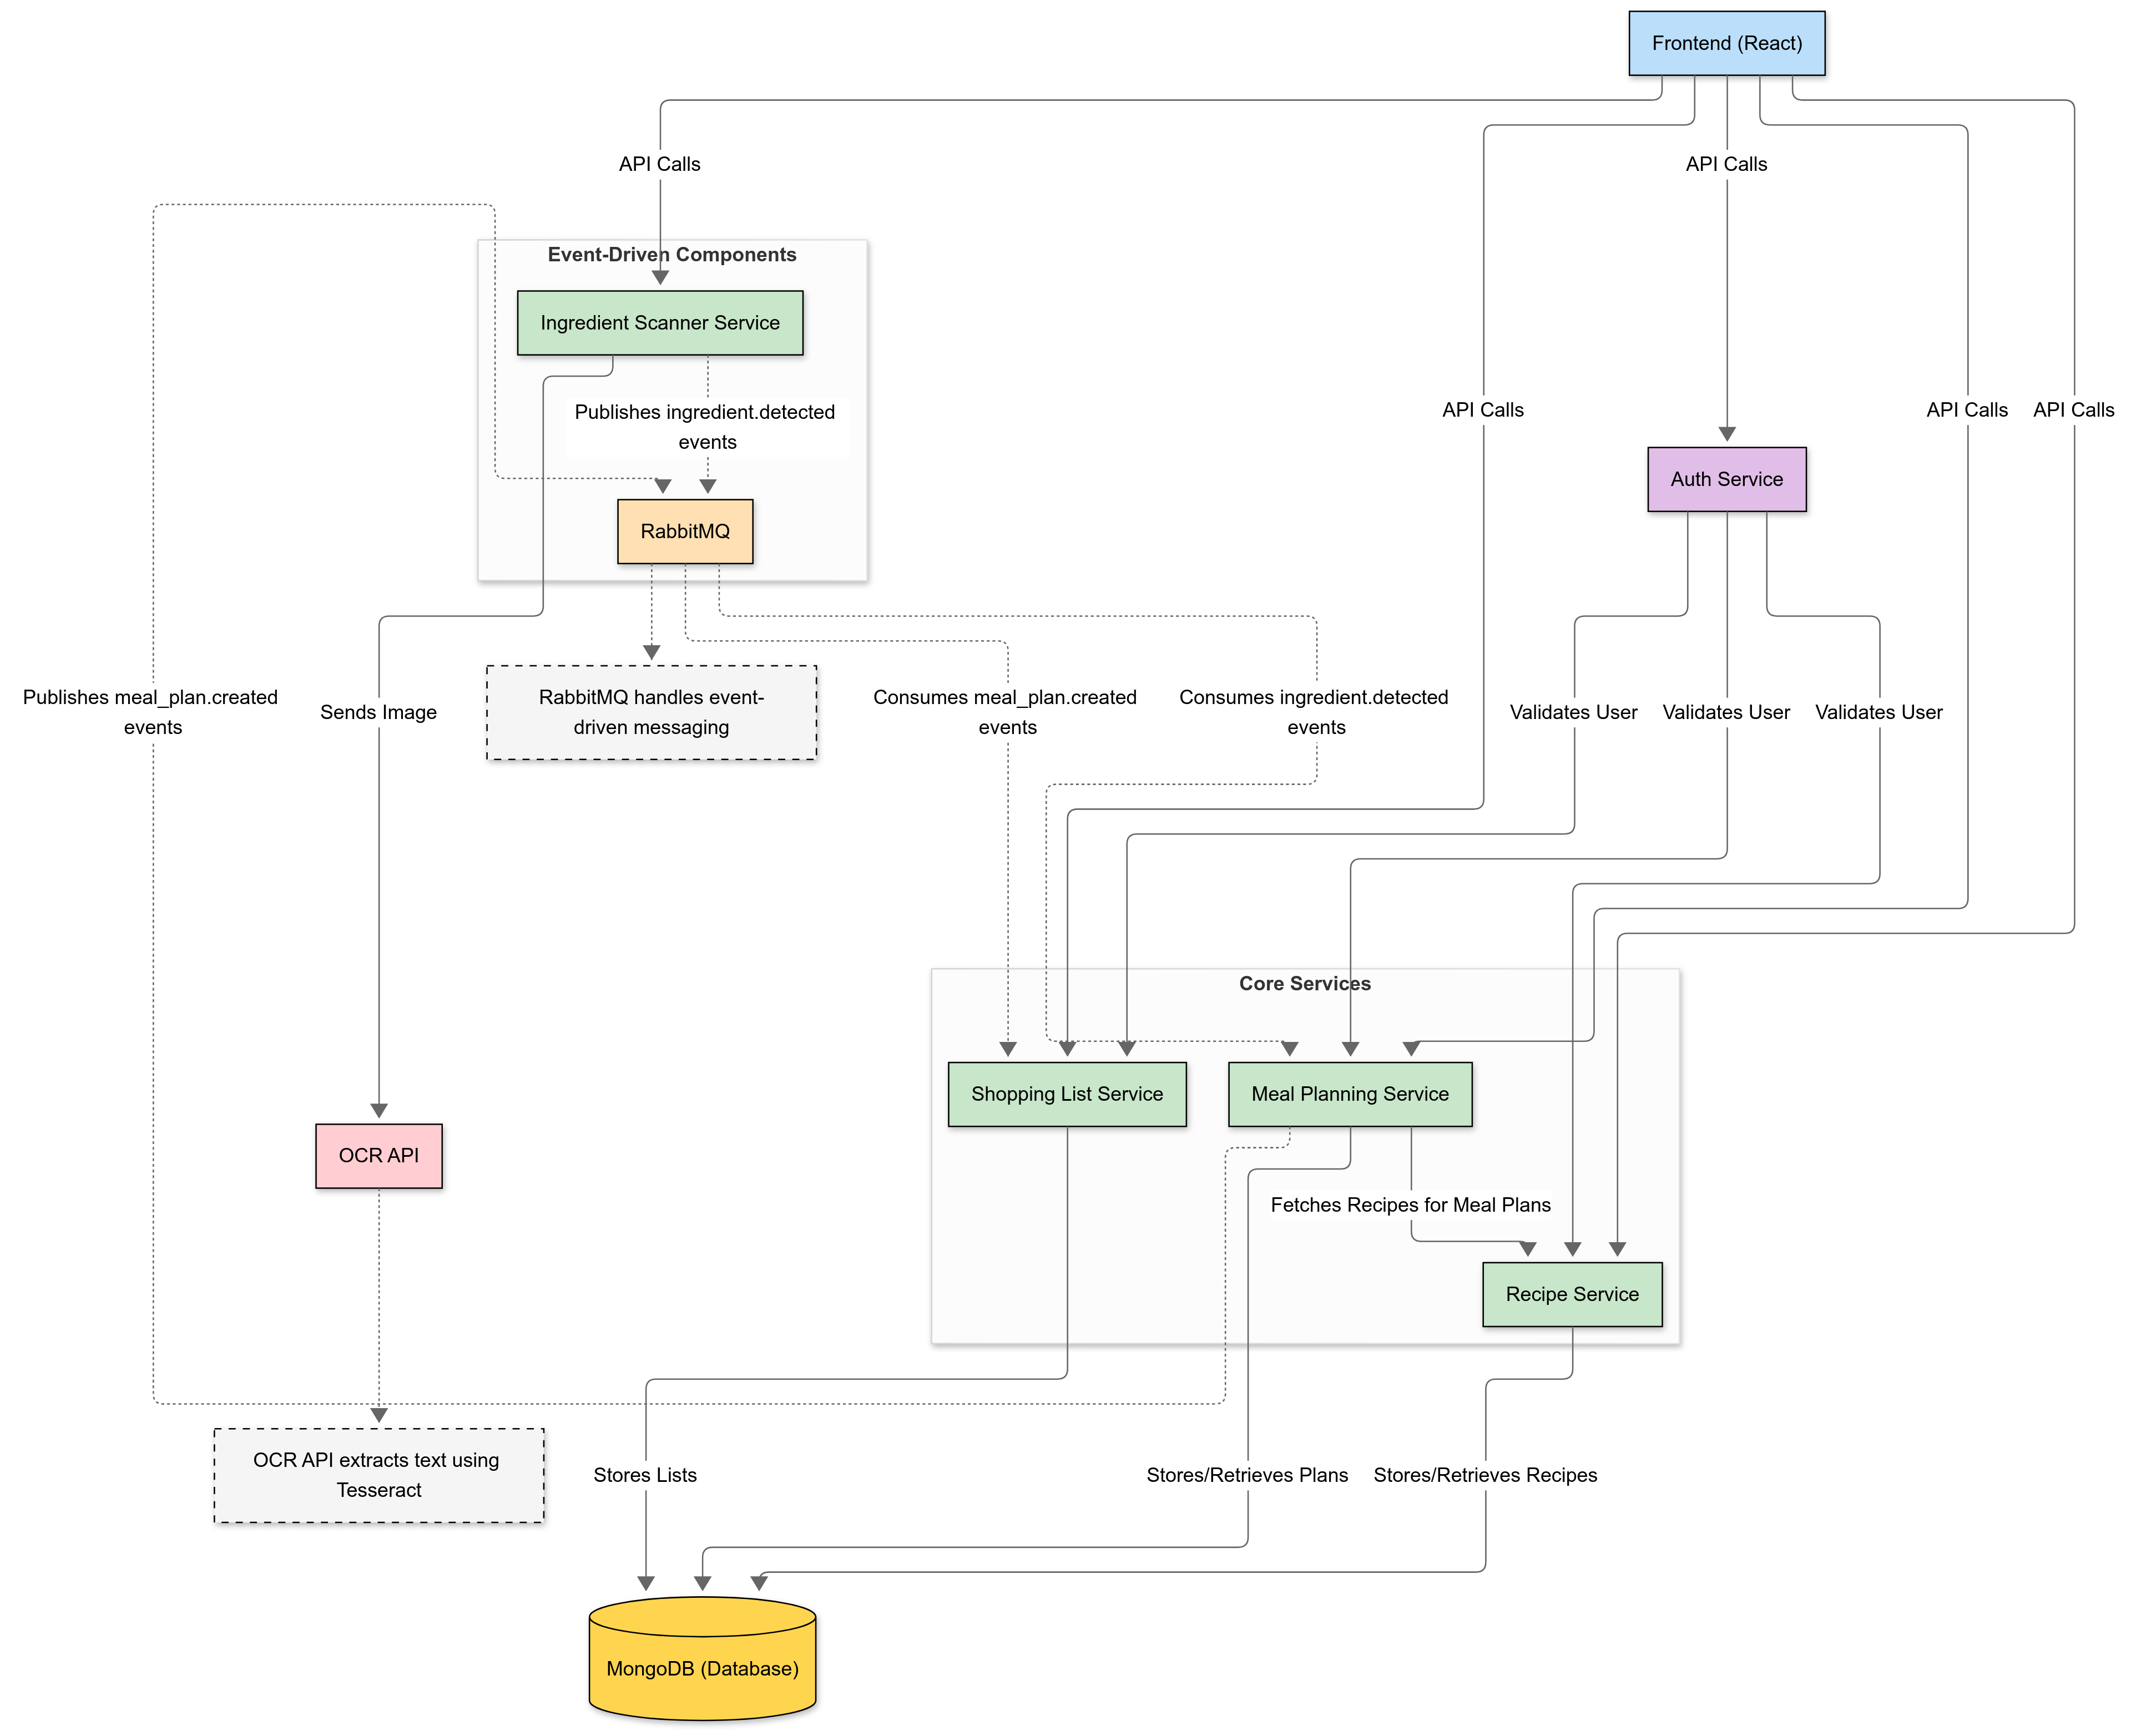 Frontend (React)
API Calls
API Calls
Event-Driven Components
Ingredient Scanner Service
Publishes ingredient.detected
events
API Calls
API Calls
API Calls
Auth Service
RabbitMQ
Publishes meal_plan.created
events
Sends Image
RabbitMQ handles event-
driven messaging
Consumes meal_plan.created
events
Consumes ingredient.detected
events
Validates User
Validates User
Validates User
Core Services
Shopping List Service
Meal Planning Service
OCR API
Fetches Recipes for Meal Plans
Recipe Service
OCR API extracts text using
Tesseract
Stores Lists
Stores/Retrieves Plans
Stores/Retrieves Recipes
MongoDB (Database)